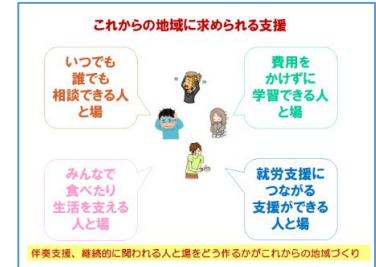 これからの地域に求められる支援
いつでも
誰でも
相談できる人
と場
費用を
かけずに
学習できる人
と場
みんなで
食べたり
生活を支える
人と場
就労支援に
つながる
支援ができる
人と場
伴奏支援、継続的に関われる人と場をどう作るかがこれからの地域づくり